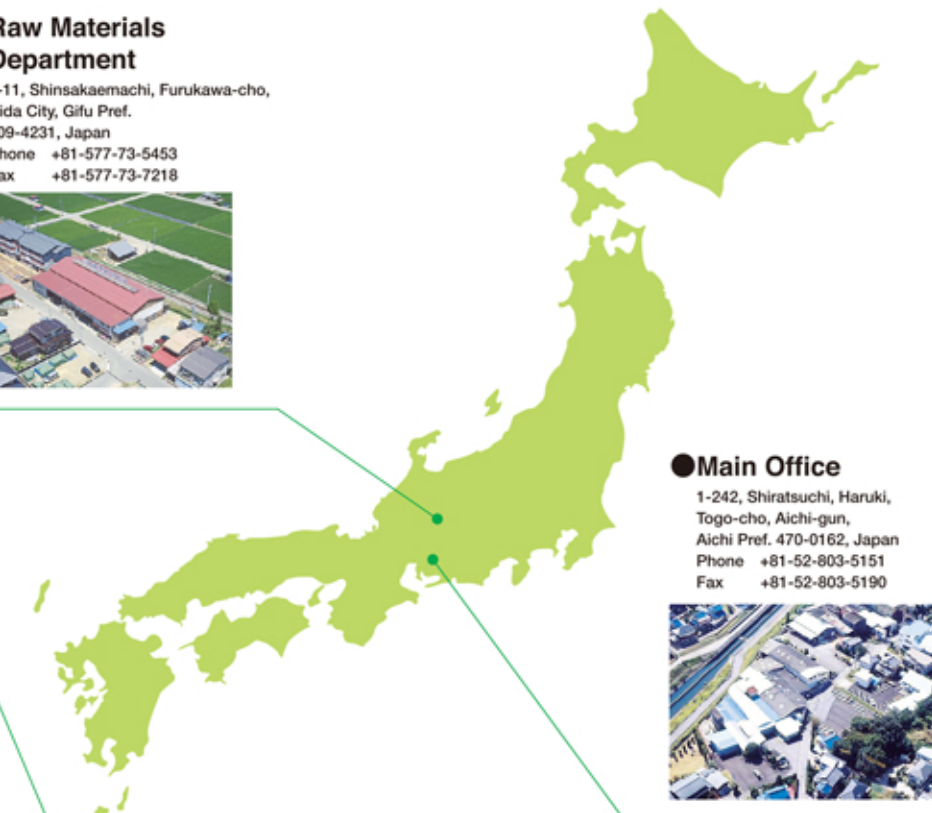 Raw Materials
Department
-11, Shinsakaemachi, Furukawa-cho,
ida City, Gifu Pref.
09-4231, Japan
hone +81-577-73-5453
ax +81-577-73-7218
●Main Office
1-242, Shiratsuchi, Haruki,
Togo-cho, Aichi-gun,
Aichi Pref. 470-0162, Japan
Phone +81-52-803-5151
Fax +81-52-803-5190